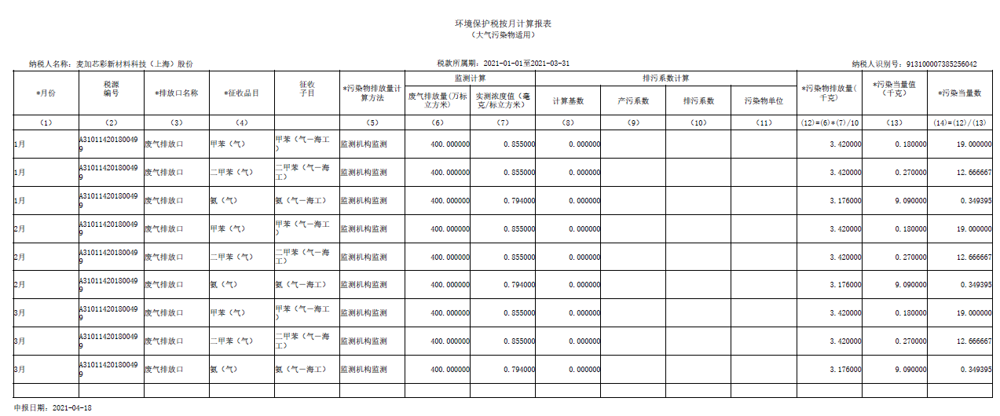 环境保护税按月计算报表
（大气污染物适用）
纳税人名称：麦加芯彩新材料科技（上海）股份 税款所属期：2021-01-01至2021-03-31 纳税人识别号：913100007385256042
*月份 税源编号 *排放口名称 *征收品目 征收子目 *污染物排放量计算方法 监测计算 排污系数计算 *污染物排放量(千克) *污染当量值（千克） *污染当量数
废气排放量(万标立方米) 实测浓度值（毫克/标立方米） 计算基数 产污系数 排污系数 污染物单位
（1） （2） （3） （4） （5） （6） （7） （8） （9） （10） （11） (12)=(6)*(7)/10 （13） (14)=(12)/(13)
1月 A310114201800499 废气排放口 甲苯（气） 甲苯（气－海工） 监测机构监测 400.000000 0.855000 0.000000 3.420000 0.180000 19.000000
1月 A310114201800499 废气排放口 二甲苯（气） 二甲苯（气－海工） 监测机构监测 400.000000 0.855000 0.000000 3.420000 0.270000 12.666667
1月 A310114201800499 废气排放口 氨（气） 氨（气－海工） 监测机构监测 400.000000 0.794000 0.000000 3.176000 9.090000 0.349395
2月 A310114201800499 废气排放口 甲苯（气） 甲苯（气－海工） 监测机构监测 400.000000 0.855000 0.000000 3.420000 0.180000 19.000000
2月 A310114201800499 废气排放口 二甲苯（气） 二甲苯（气－海工） 监测机构监测 400.000000 0.855000 0.000000 3.420000 0.270000 12.666667
2月 A310114201800499 废气排放口 氨（气） 氨（气－海工） 监测机构监测 400.000000 0.794000 0.000000 3.176000 9.090000 0.349395
3月 A310114201800499 废气排放口 甲苯（气） 甲苯（气－海工） 监测机构监测 400.000000 0.855000 0.000000 3.420000 0.180000 19.000000
3月 A310114201800499 废气排放口 二甲苯（气） 二甲苯（气－海工） 监测机构监测 400.000000 0.855000 0.000000 3.420000 0.270000 12.666667
3月 A310114201800499 废气排放口 氨（气） 氨（气－海工） 监测机构监测 400.000000 0.794000 0.000000 3.176000 9.090000 0.349395
申报日期：2021-04-18